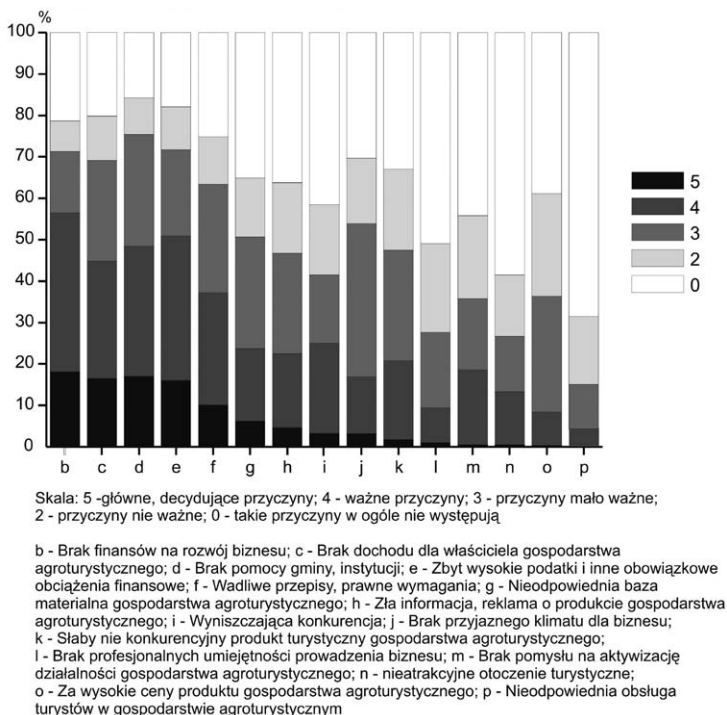 %
100
90
80
70
60
50
40
30
20
10
0
b c d e f g h i j k l m n o p
5
4
3
2
0
Skala: 5 -główne, decydujące przyczyny; 4 - ważne przyczyny; 3 - przyczyny mało ważne;
2 - przyczyny nie ważne; 0 - takie przyczyny w ogóle nie występują
b - Brak finansów na rozwój biznesu; c - Brak dochodu dla właściciela gospodarstwa
agroturystycznego; d - Brak pomocy gminy, instytucji; e - Zbyt wysokie podatki i inne obowiązkowe
obciążenia finansowe; f - Wadliwe przepisy, prawne wymagania; g - Nieodpowiednia baza
materialna gospodarstwa agroturystycznego; h - Zła informacja, reklama o produkcie gospodarstwa
agroturystycznego; i - Wyniszczająca konkurencja; j - Brak przyjaznego klimatu dla biznesu;
k - Słaby nie konkurencyjny produkt turystyczny gospodarstwa agroturystycznego;
l - Brak profesjonalnych umiejętności prowadzenia biznesu; m - Brak pomysłu na aktywizację
działalności gospodarstwa agroturystycznego; n - nieatrakcyjne otoczenie turystyczne;
o - Za wysokie ceny produktu gospodarstwa agroturystycznego; p - Nieodpowiednia obsługa
turystów w gospodarstwie agroturystycznym